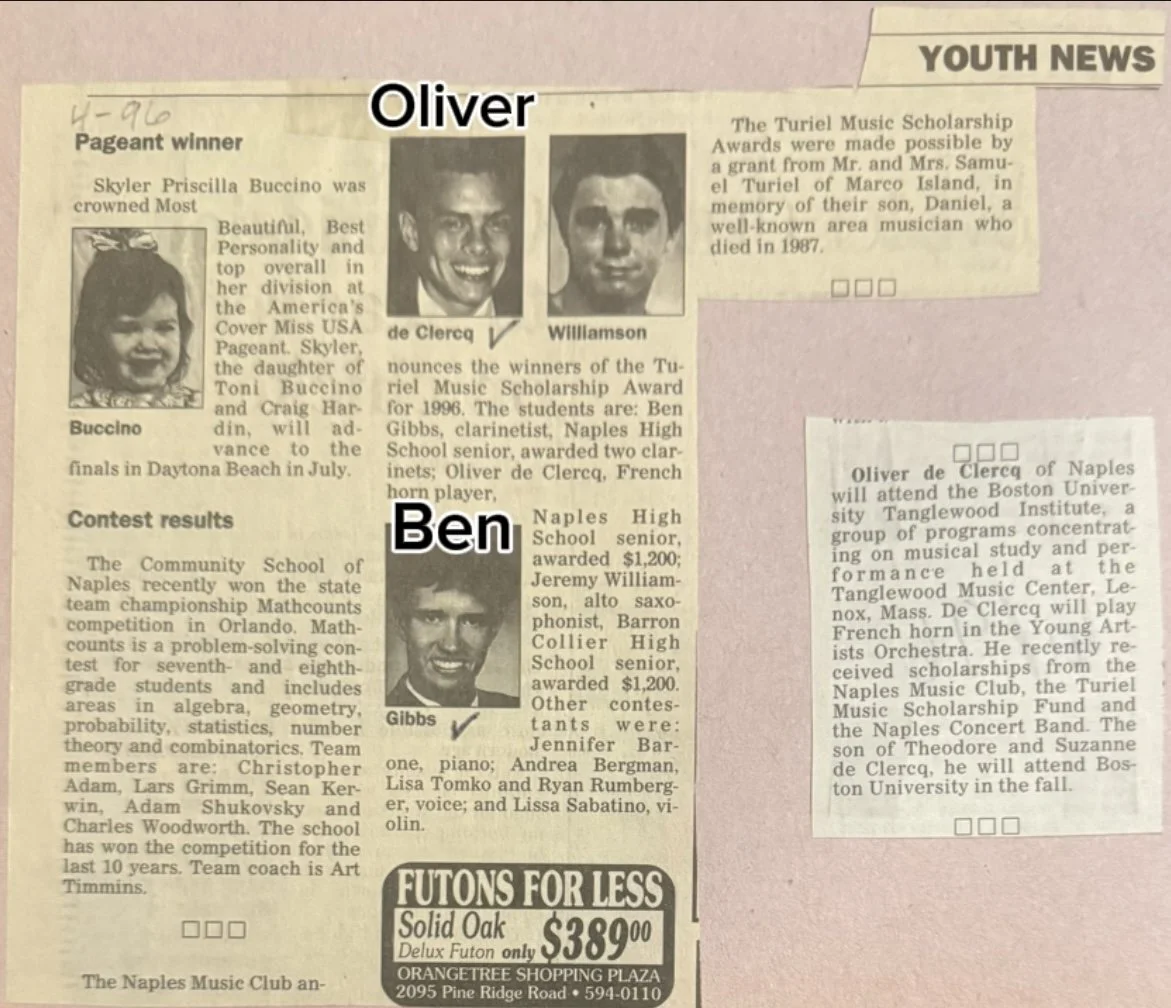 YOUTH NEWS
4-96
Pageant winner
Skyler Priscilla Buccino was
crowned Most
Beautiful, Best
Personality and
top overall in
her division at
the America's
Cover Miss USA
Pageant. Skyler,
the daughter of
Toni Buccino
and Craig Har-
din, will ad-
vance to the
Buccino
finals in Daytona Beach in July.
Contest results
The Community School of
Naples recently won the state
team championship Mathcounts
competition in Orlando. Math-
counts is a problem-solving con-
test for seventh- and eighth-
grade students and includes
areas in algebra, geometry,
probability, statistics, number
theory and combinatorics. Team
members are: Christopher
Adam, Lars Grimm, Sean Ker-
win, Adam Shukovsky and
Charles Woodworth. The school
has won the competition for the
last 10 years. Team coach is Art
Timmins.
The Naples Music Club an-
Oliver
de Clercq
Williamson
nounces the winners of the Tu-
riel Music Scholarship Award
for 1996. The students are: Ben
Gibbs, clarinetist, Naples High
School senior, awarded two clar-
inets; Oliver de Clercq, French
horn player,
Ben
Gibbs
Naples High
School senior,
awarded $1,200;
Jeremy William-
son, alto saxo-
phonist, Barron
Collier High
School senior,
awarded $1,200.
Other contes-
tants were:
Jennifer Bar-
one, piano; Andrea Bergman,
Lisa Tomko and Ryan Rumberg-
er, voice; and Lissa Sabatino, vi-
olin.
FUTONS FOR LESS
Solid Oak
Delux Futon only $389⁰⁰
ORANGETREE SHOPPING PLAZA
2095 Pine Ridge Road • 594-0110
The Turiel Music Scholarship
Awards were made possible by
a grant from Mr. and Mrs. Samu-
el Turiel of Marco Island, in
memory of their son, Daniel, a
well-known area musician who
died in 1987.
Oliver de Clercq of Naples
will attend the Boston Univer-
sity Tanglewood Institute, a
group of programs concentrat-
ing on musical study and per-
formance held at the
Tanglewood Music Center, Le-
nox, Mass. De Clercq will play
French horn in the Young Art-
ists Orchestra. He recently re-
ceived scholarships from the
Naples Music Club, the Turiel
Music Scholarship Fund and
the Naples Concert Band. The
son of Theodore and Suzanne
de Clercq, he will attend Bos-
ton University in the fall.